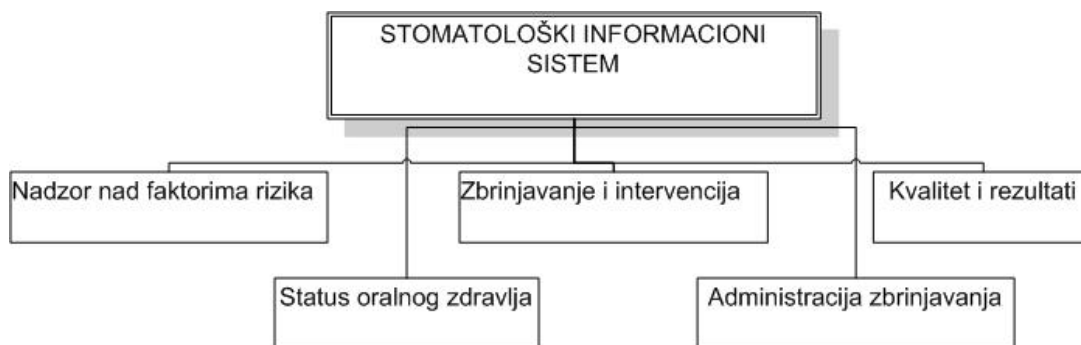 STOMATOLOŠKI INFORMACIONI
SISTEM
Nadzor nad faktorima rizika
Zbrinjavanje i intervencija
Kvalitet i rezultati
Status oralnog zdravlja
Administracija zbrinjavanja